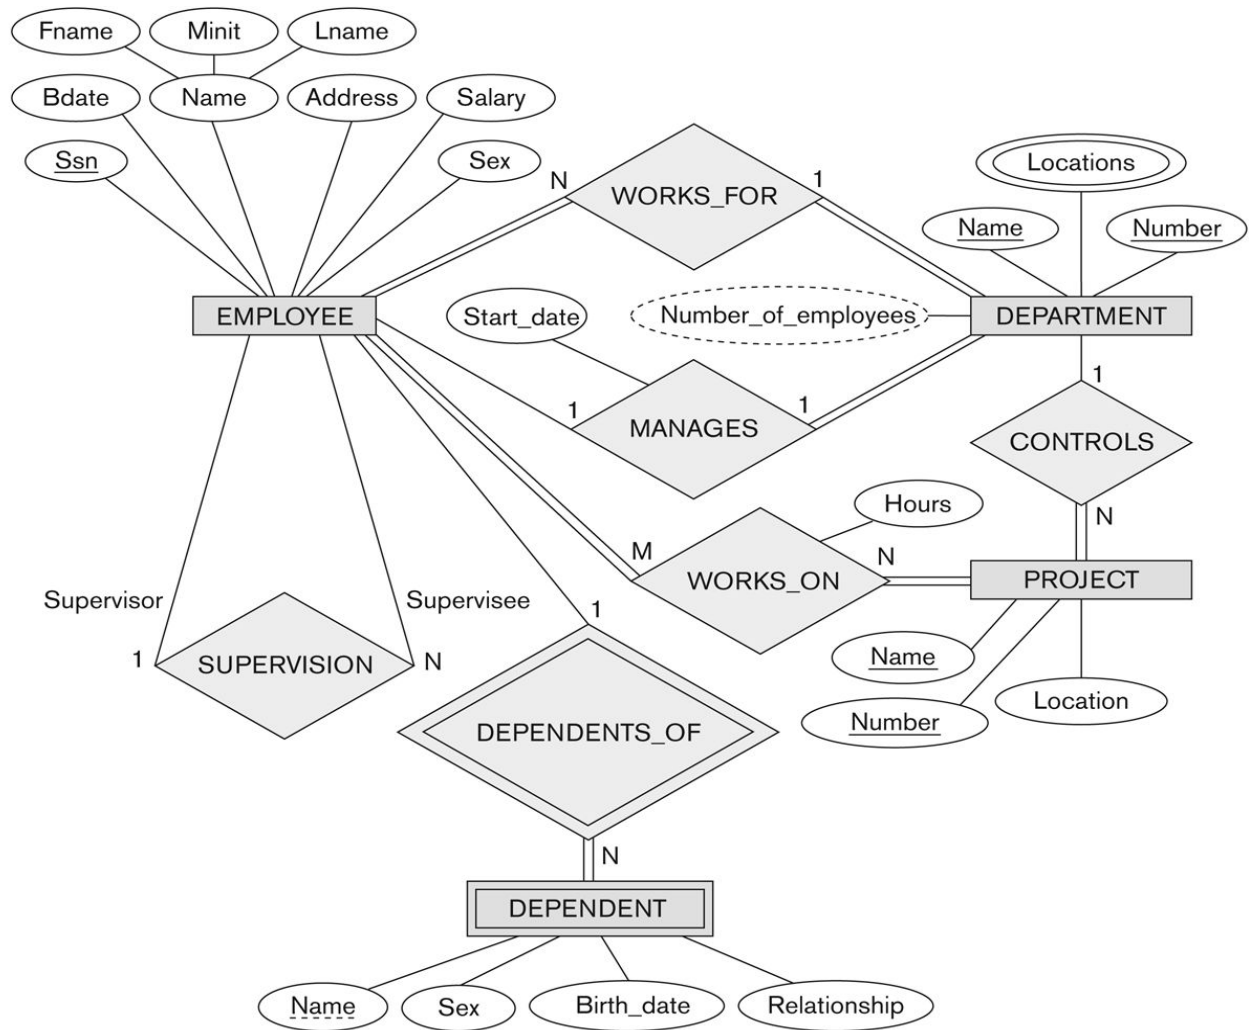 Fname
Minit
Lname
Bdate
Name
Address
Salary
Ssn
Sex
N
WORKS_FOR
1
Locations
Name
Number
EMPLOYEE
Start_date
Number_of_employees
DEPARTMENT
1
MANAGES
1
1
CONTROLS
N
Hours
M
WORKS_ON
N
PROJECT
Supervisor
Supervisee
1
SUPERVISION
N
1
Name
Number
Location
DEPENDENTS_OF
N
DEPENDENT
Name
Sex
Birth_date
Relationship